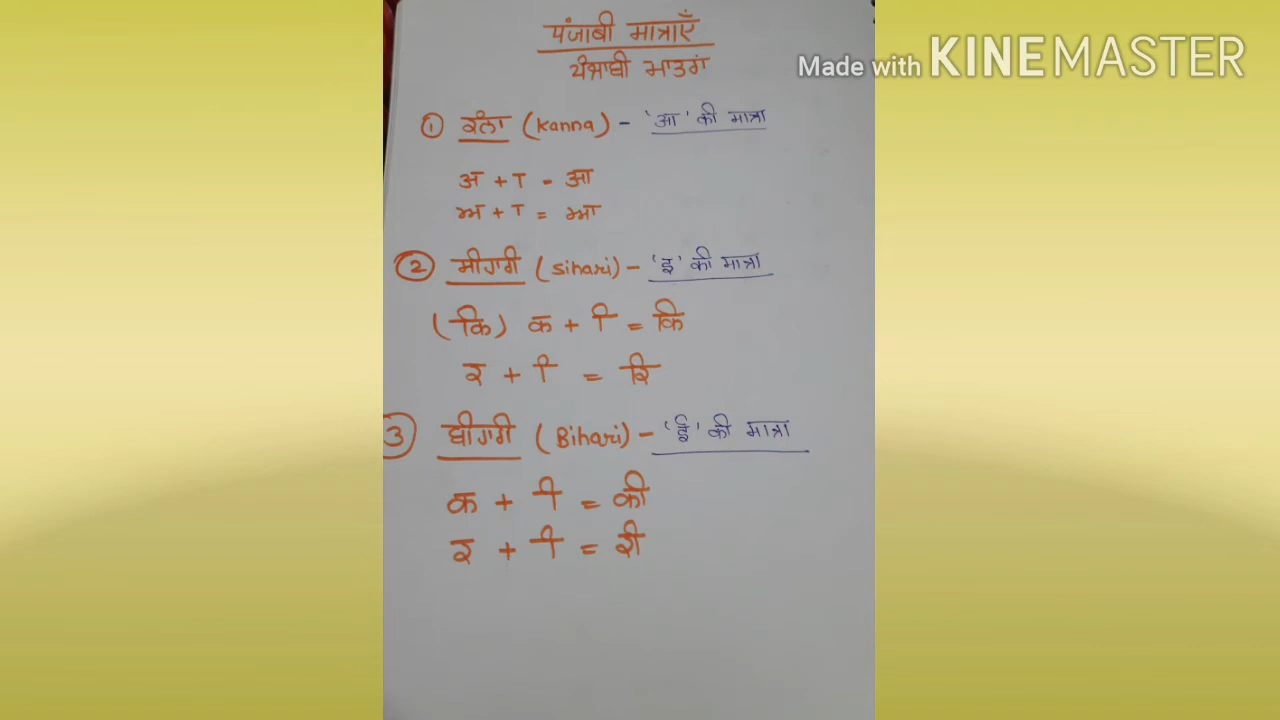 पंजाबी मात्राएँ
Made with KINEMASTER
ਪੰਜਾਬੀ ਮਾਤਰਾਂ
① ਕੰਨਾ (Kanna) - 'आ' की मात्रा
अ + ा = आ
ਅ + ਾ = ਆ
② ਸੀਹਾਰੀ (Sihari) - 'इ' की मात्रा
(कि) क + ि = कि
ੲ + ਿ = ਇ
3 ਬੀਹਾਰੀ (Bihari) - 'ई' की मात्रा
क + ी = की
ੲ + ੀ = ਈ